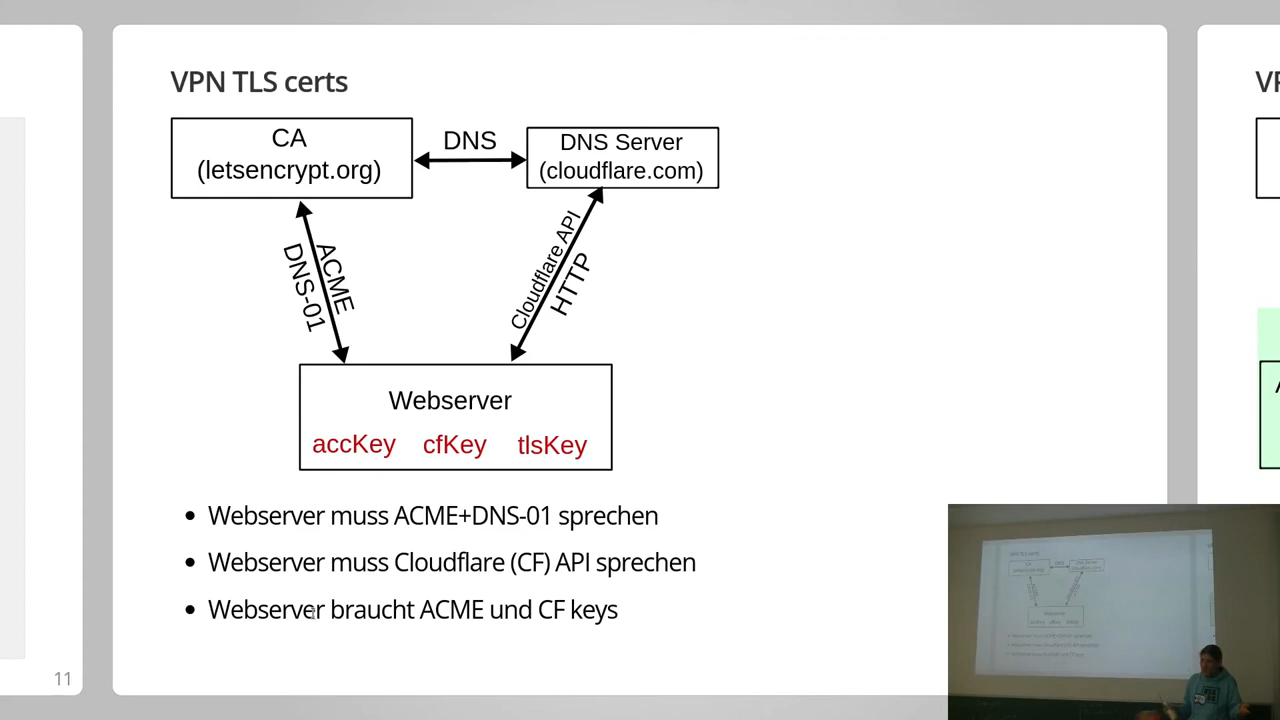 VPN TLS certs
CA
(letsencrypt.org)
DNS
DNS Server
(cloudflare.com)
ACME
DNS-01
Cloudflare API
HTTP
Webserver
accKey cfKey tlsKey
• Webserver muss ACME+DNS-01 sprechen
• Webserver muss Cloudflare (CF) API sprechen
• Webserver braucht ACME und CF keys
11